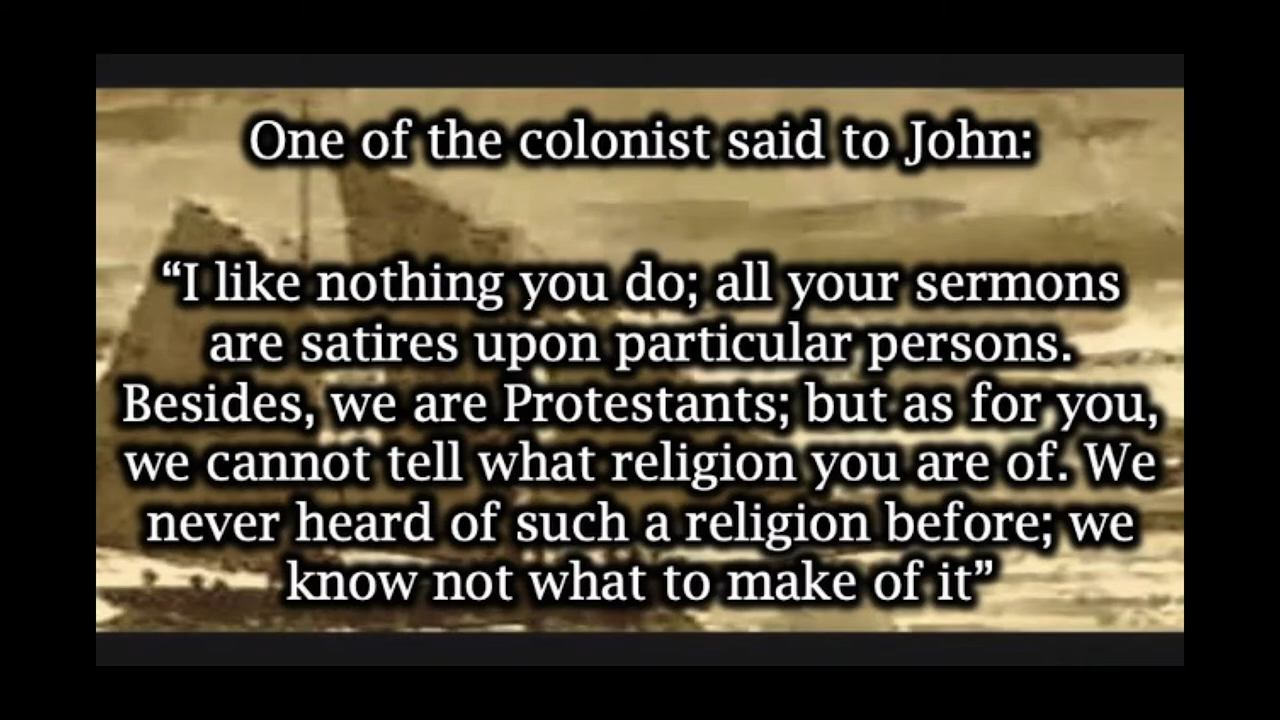 One of the colonist said to John:
“I like nothing you do; all your sermons
are satires upon particular persons.
Besides, we are Protestants; but as for you,
we cannot tell what religion you are of. We
never heard of such a religion before; we
know not what to make of it”